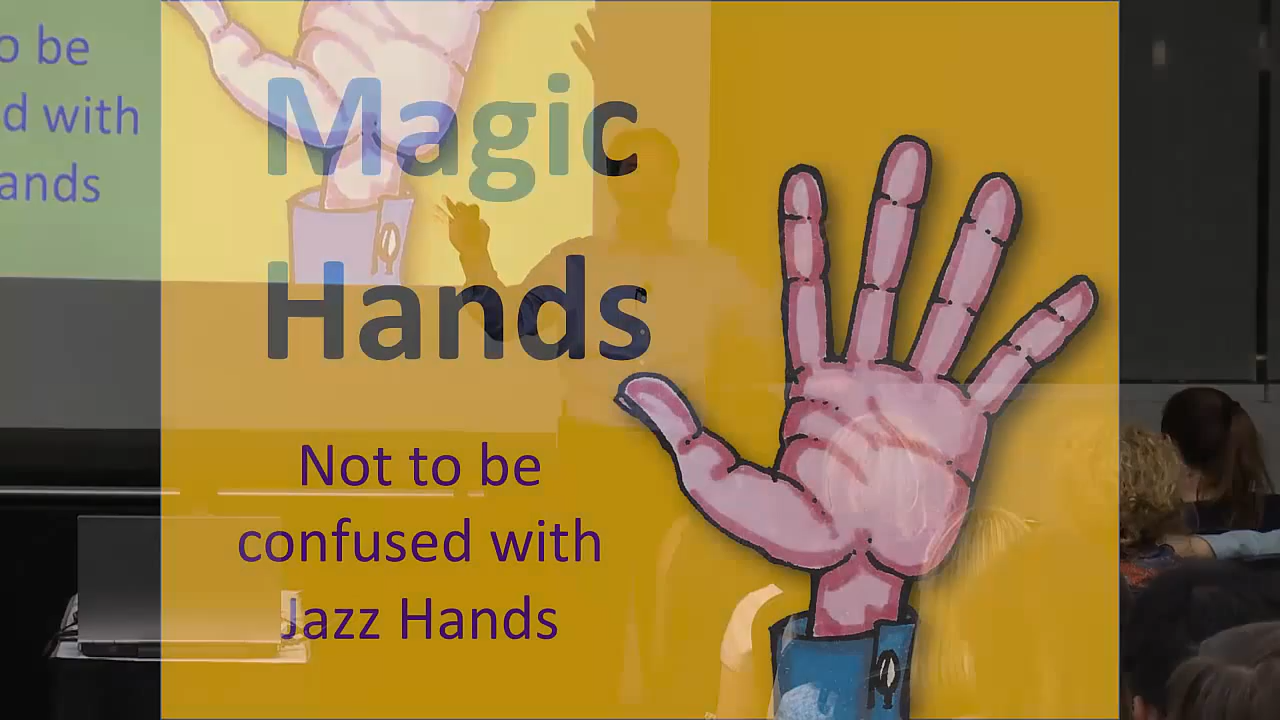 o be
d with
ands
Magic
Hands
Not to be
confused with
Jazz Hands